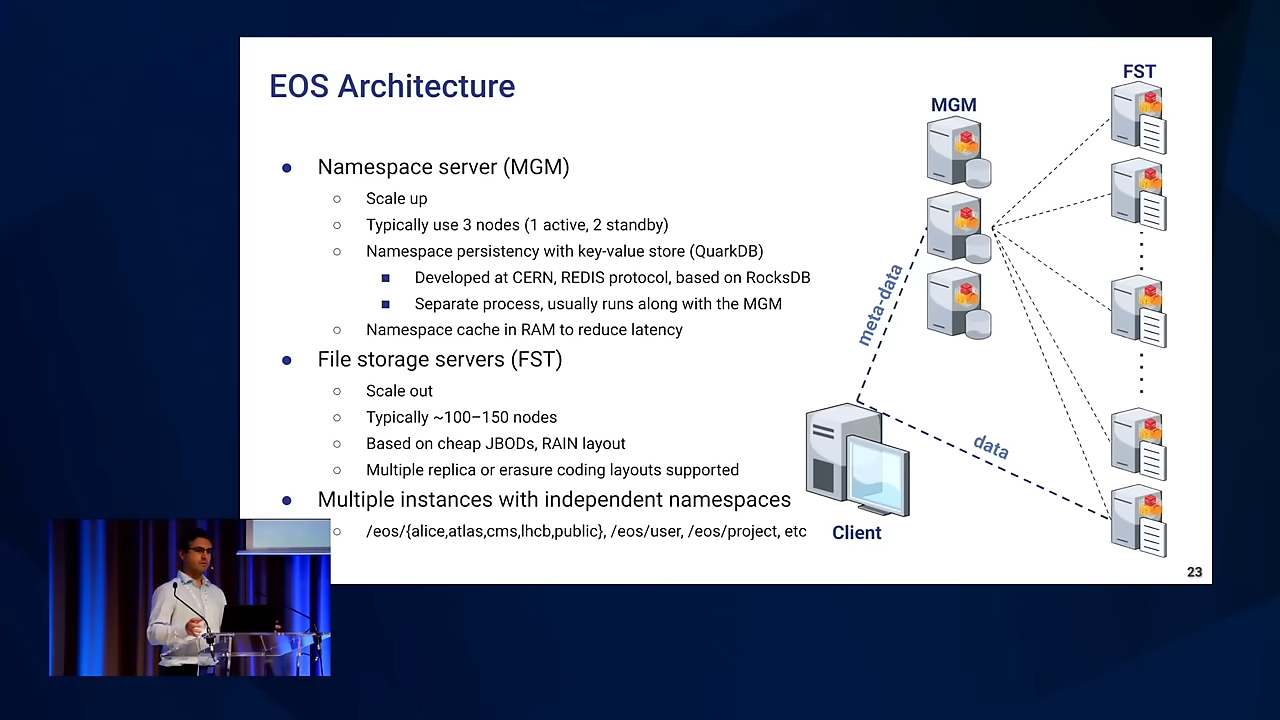 EOS Architecture
Namespace server (MGM)
Scale up
Typically use 3 nodes (1 active, 2 standby)
Namespace persistency with key-value store (QuarkDB)
Developed at CERN, REDIS protocol, based on RocksDB
Separate process, usually runs along with the MGM
Namespace cache in RAM to reduce latency
File storage servers (FST)
Scale out
Typically ~100–150 nodes
Based on cheap JBODs, RAIN layout
Multiple replica or erasure coding layouts supported
Multiple instances with independent namespaces
/eos/{alice,atlas,cms,lhcb,public}, /eos/user, /eos/project, etc
MGM
FST
meta-data
data
Client
23